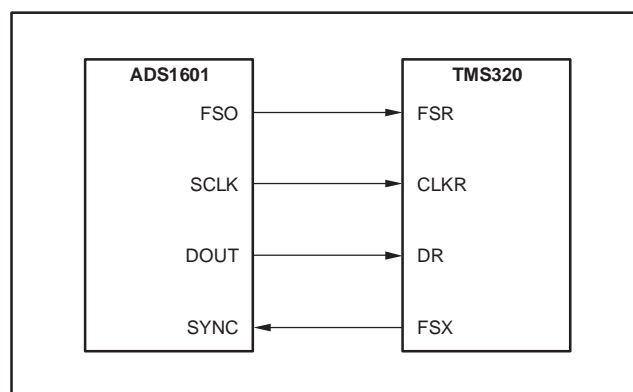 ADS1601 TMS320
FSO FSR
SCLK CLKR
DOUT DR
SYNC FSX